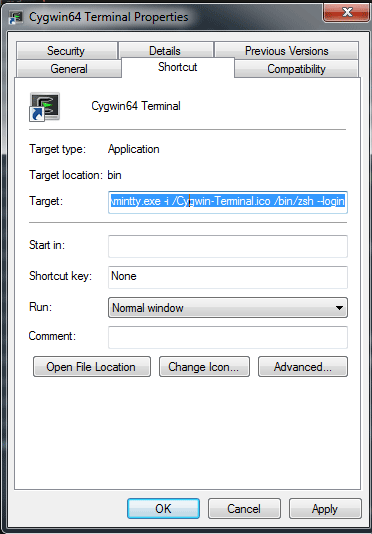 Cygwin64 Terminal Properties
Security Details Previous Versions
General Shortcut Compatibility
Cygwin64 Terminal
Target type: Application
Target location: bin
Target: \mintty.exe -i /Cygwin-Terminal.ico /bin/zsh --login
Start in:
Shortcut key: None
Run: Normal window
Comment:
Open File Location Change Icon... Advanced...
OK Cancel Apply